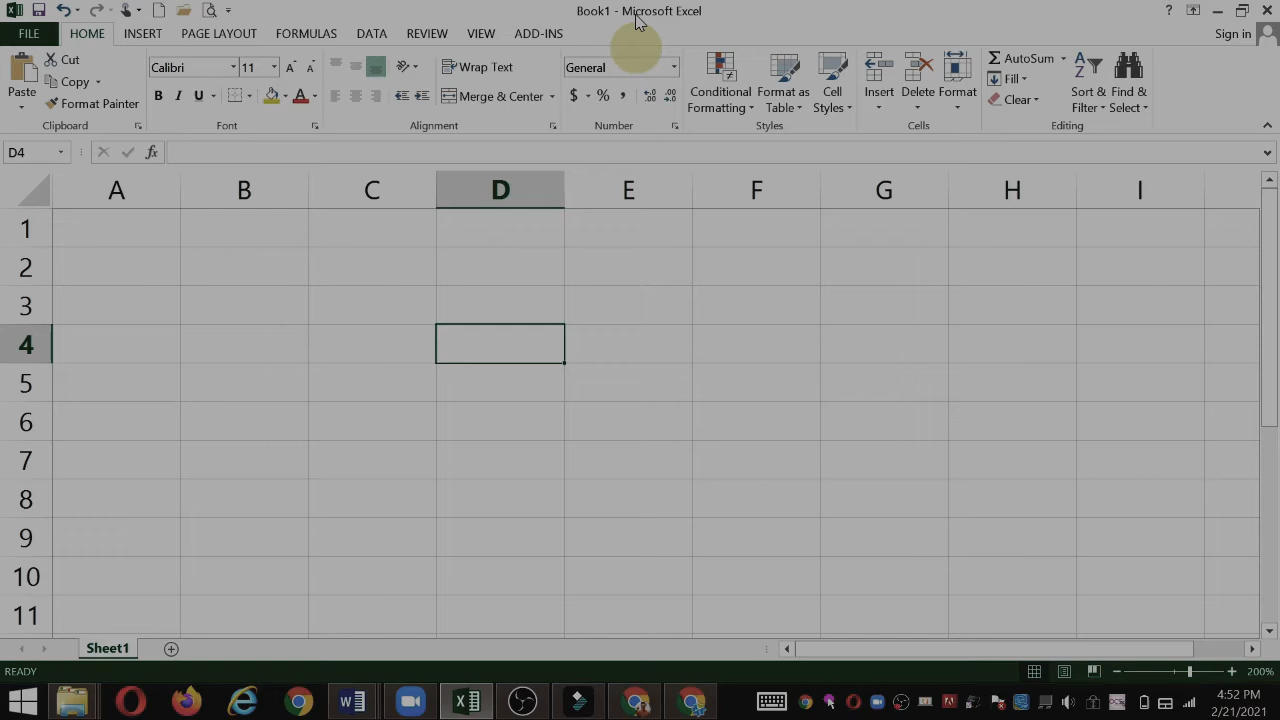 Book1 - Microsoft Excel
?
Sign in
FILE HOME INSERT PAGE LAYOUT FORMULAS DATA REVIEW VIEW ADD-INS
Paste
Cut
Copy
Format Painter
Clipboard
Calibri 11
B I U
Font
Wrap Text
Merge & Center
Alignment
General
$ % ,
Number
Conditional
Formatting
Format as
Table
Cell
Styles
Styles
Insert
Delete
Format
Cells
AutoSum
Fill
Clear
Sort &
Filter
Find &
Select
Editing
D4
fx
A B C D E F G H I
1
2
3
4
5
6
7
8
9
10
11
Sheet1
READY
200%
4:52 PM
2/21/2021